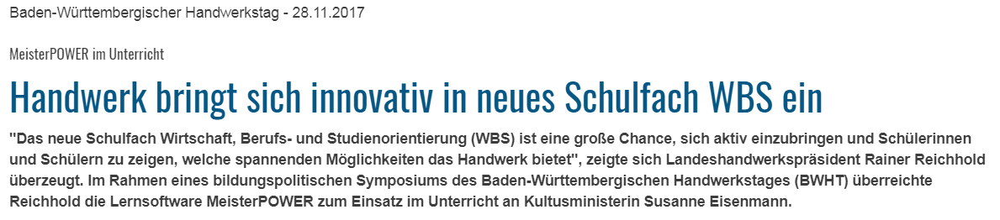 Baden-Württembergischer Handwerkstag - 28.11.2017
MeisterPOWER im Unterricht
Handwerk bringt sich innovativ in neues Schulfach WBS ein
"Das neue Schulfach Wirtschaft, Berufs- und Studienorientierung (WBS) ist eine große Chance, sich aktiv einzubringen und Schülerinnen
und Schülern zu zeigen, welche spannenden Möglichkeiten das Handwerk bietet", zeigte sich Landeshandwerkspräsident Rainer Reichhold
überzeugt. Im Rahmen eines bildungspolitischen Symposiums des Baden-Württembergischen Handwerkstages (BWHT) überreichte
Reichhold die Lernsoftware MeisterPOWER zum Einsatz im Unterricht an Kultusministerin Susanne Eisenmann.